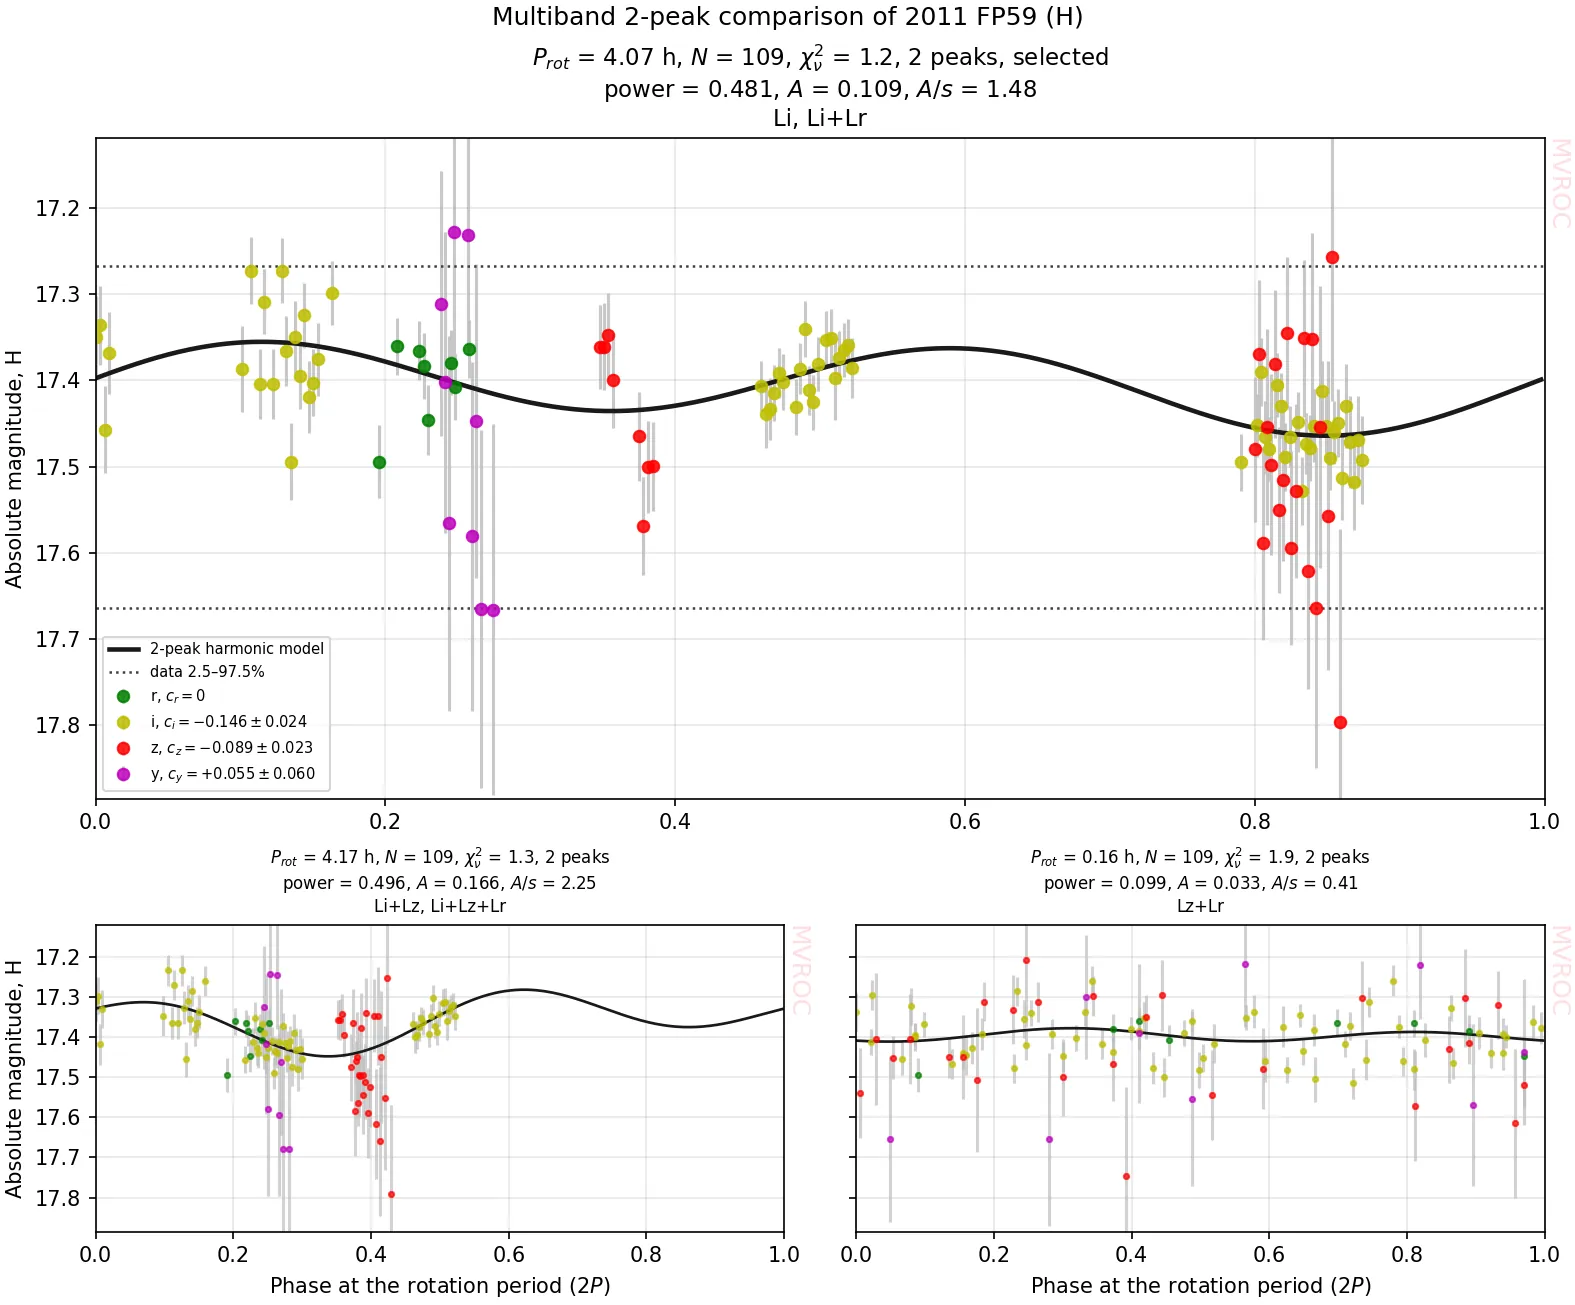 Multiband 2-peak comparison of 2011 FP59 (H)
P_rot = 4.07 h, N = 109, χ²_ν = 1.2, 2 peaks, selected
power = 0.481, A = 0.109, A/s = 1.48
Li, Li+Lr
MVROC
Absolute magnitude, H
17.2
17.3
17.4
17.5
17.6
17.7
17.8
2-peak harmonic model
data 2.5–97.5%
r, c_r = 0
i, c_i = −0.146 ± 0.024
z, c_z = −0.089 ± 0.023
y, c_y = +0.055 ± 0.060
0.0 0.2 0.4 0.6 0.8 1.0
P_rot = 4.17 h, N = 109, χ²_ν = 1.3, 2 peaks
power = 0.496, A = 0.166, A/s = 2.25
Li+Lz, Li+Lz+Lr
MVROC
Absolute magnitude, H
17.2
17.3
17.4
17.5
17.6
17.7
17.8
0.0 0.2 0.4 0.6 0.8 1.0
Phase at the rotation period (2P)
P_rot = 0.16 h, N = 109, χ²_ν = 1.9, 2 peaks
power = 0.099, A = 0.033, A/s = 0.41
Lz+Lr
MVROC
0.0 0.2 0.4 0.6 0.8 1.0
Phase at the rotation period (2P)